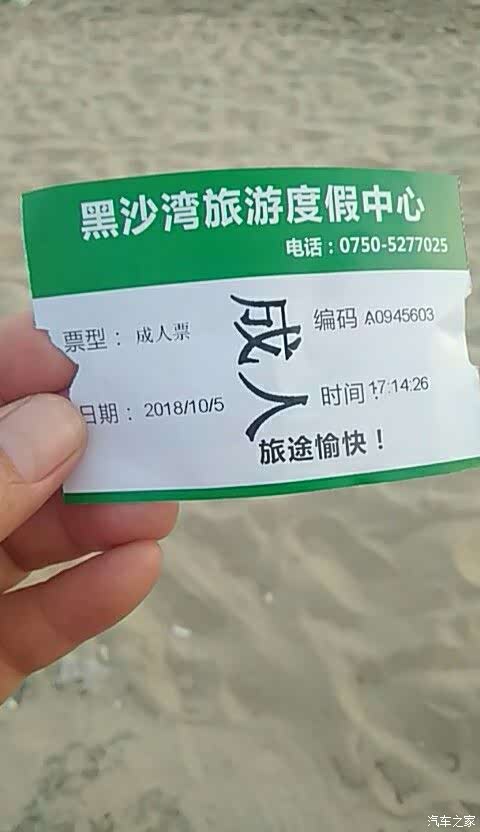 黑沙湾旅游度假中心
电话：0750-5277025
票型： 成人票
编码 A0945603
成人
日期： 2018/10/5
时间： 17:14:26
旅途愉快！
汽车之家